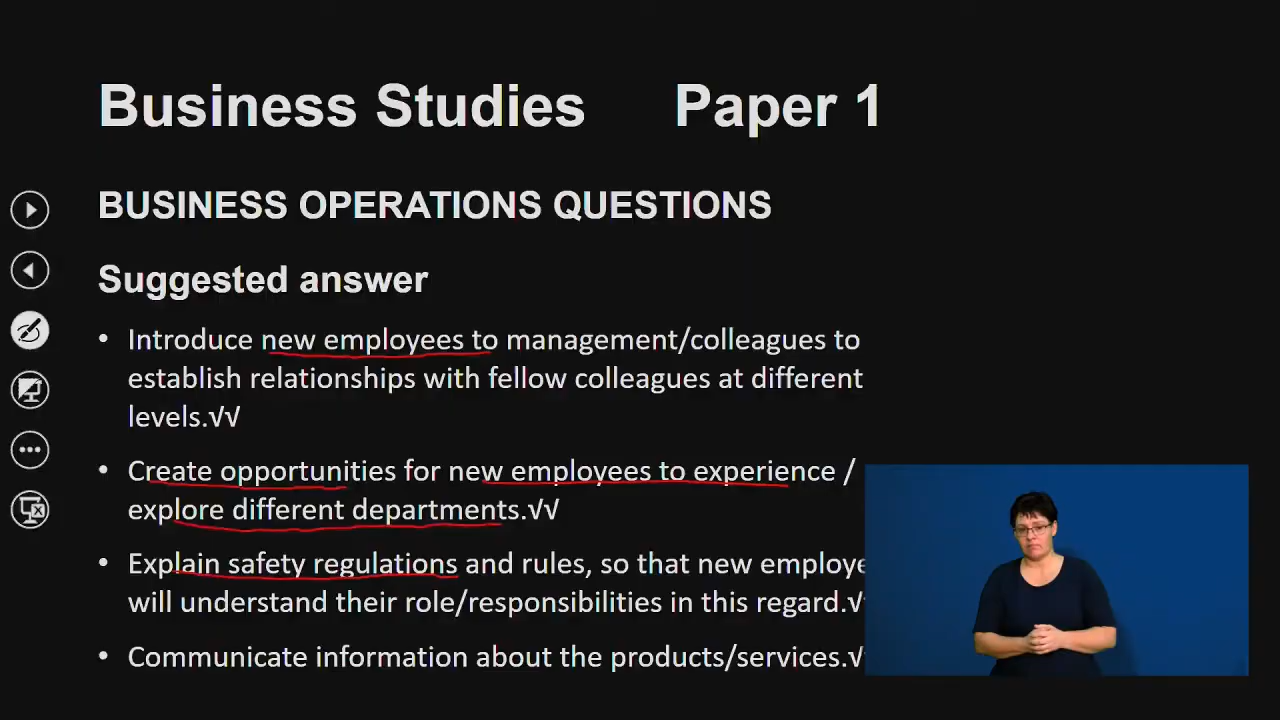 Business Studies Paper 1
BUSINESS OPERATIONS QUESTIONS
Suggested answer
• Introduce new employees to management/colleagues to
establish relationships with fellow colleagues at different
levels.√√
• Create opportunities for new employees to experience /
explore different departments.√√
• Explain safety regulations and rules, so that new employe
will understand their role/responsibilities in this regard.√
• Communicate information about the products/services.√